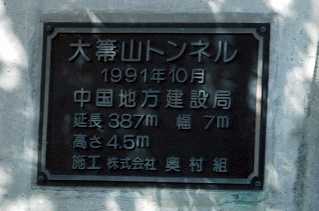 大箒山トンネル
1991年10月
中国地方建設局
延長 387m 幅 7m
高さ 4.5m
施工 株式会社 奥村組